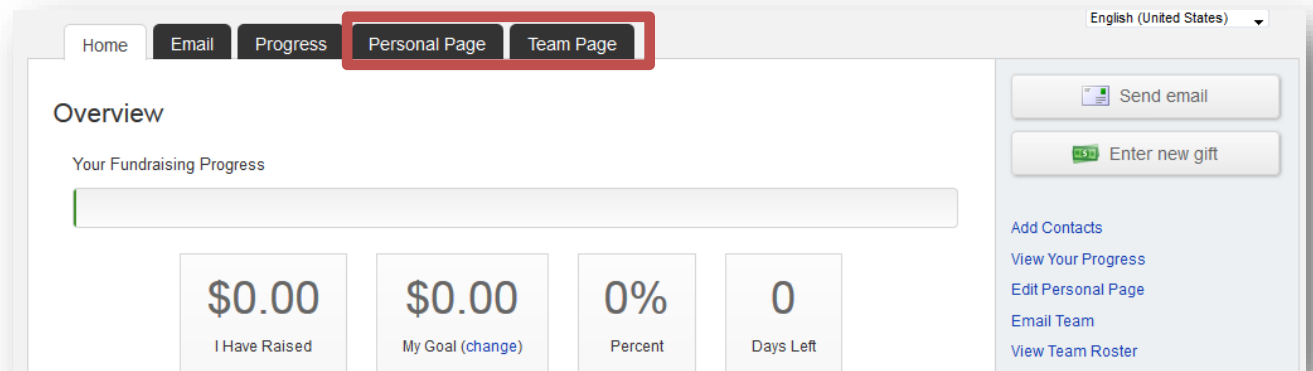 English (United States)
Home Email Progress Personal Page Team Page
Overview
Your Fundraising Progress
$0.00 $0.00 0% 0
I Have Raised My Goal (change) Percent Days Left
Send email
Enter new gift
Add Contacts
View Your Progress
Edit Personal Page
Email Team
View Team Roster